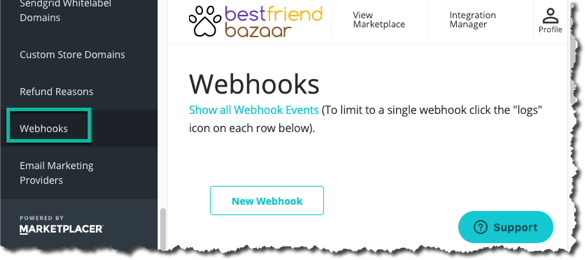 Sendgrid Whitelabel
Domains
Custom Store Domains
Refund Reasons
Webhooks
Email Marketing
Providers
POWERED BY
MARKETPLACER
bestfriend
bazaar
View
Marketplace
Integration
Manager
Profile
Webhooks
Show all Webhook Events (To limit to a single webhook click the "logs"
icon on each row below).
New Webhook
Support